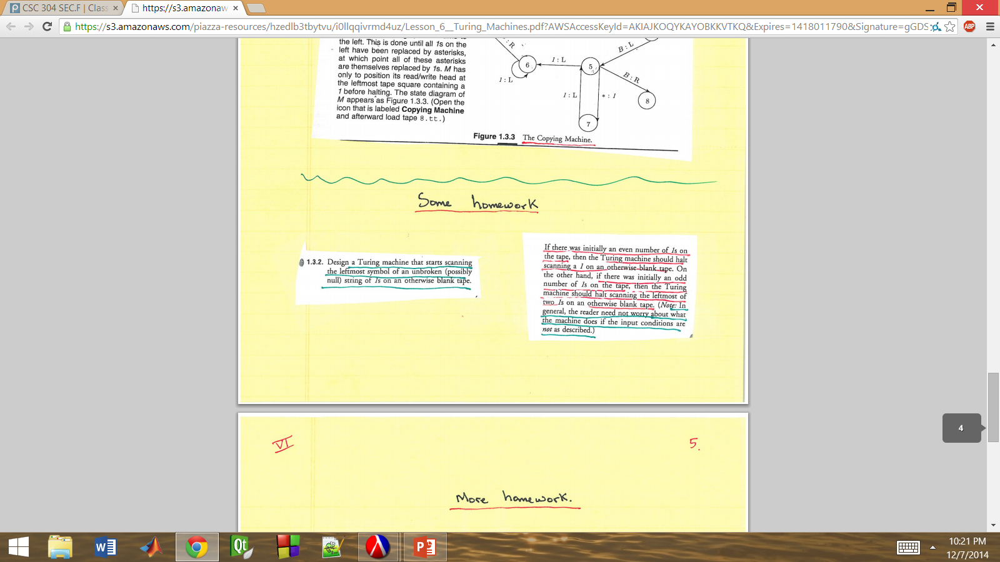 CSC 304 SEC.F | Class
https://s3.amazonaw
https://s3.amazonaws.com/piazza-resources/hzedlb3tbytvu/i0llqqivrmd4uz/Lesson_6__Turing_Machines.pdf?AWSAccessKeyId=AKIAJKOQYKAYOBKKVTKQ&Expires=1418011790&Signature=gGDS
ABP
the left. This is done until all 1s on the
left have been replaced by asterisks,
at which point all of these asterisks
are themselves replaced by 1s. M has
only to position its read/write head at
the leftmost tape square containing a
1 before halting. The state diagram of
M appears as Figure 1.3.3. (Open the
icon that is labeled Copying Machine
and afterward load tape 8.tt.)
: R
B : L
6
1 : L
5
1 : L
B : R
1 : L
* : 1
8
7
Figure 1.3.3 The Copying Machine.
Some homework
1.3.2. Design a Turing machine that starts scanning
the leftmost symbol of an unbroken (possibly
null) string of 1s on an otherwise blank tape.
If there was initially an even number of 1s on
the tape, then the Turing machine should halt
scanning a 1 on an otherwise blank tape. On
the other hand, if there was initially an odd
number of 1s on the tape, then the Turing
machine should halt scanning the leftmost of
two 1s on an otherwise blank tape. (Note: In
general, the reader need not worry about what
the machine does if the input conditions are
not as described.)
4
VI
5.
More homework.
Qt
10:21 PM
12/7/2014